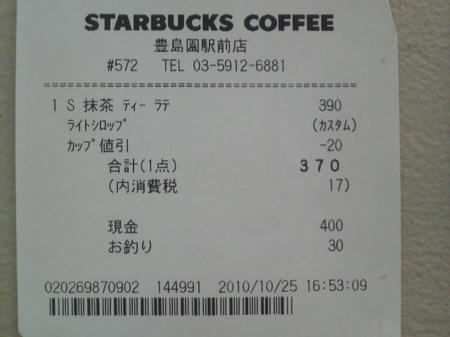 STARBUCKS COFFEE
豊島園駅前店
#572 TEL 03-5912-6881
================================================
1 S 抹茶 ティー ラテ 390
ライトシロップ (カスタム)
カップ値引 -20
合計(1点) 370
(内消費税 17)
現金 400
お釣り 30
020269870902 144991 2010/10/25 16:53:09